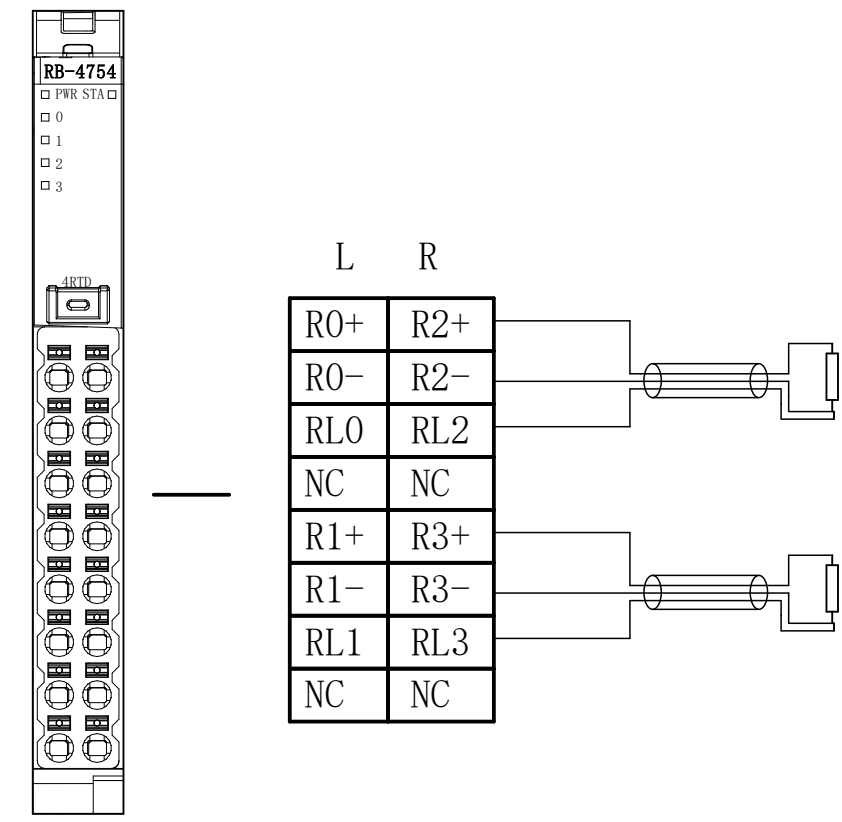 RB-4754
PWR STA
0
1
2
3
4RTD
L R
R0+ R2+
R0- R2-
RL0 RL2
NC NC
R1+ R3+
R1- R3-
RL1 RL3
NC NC